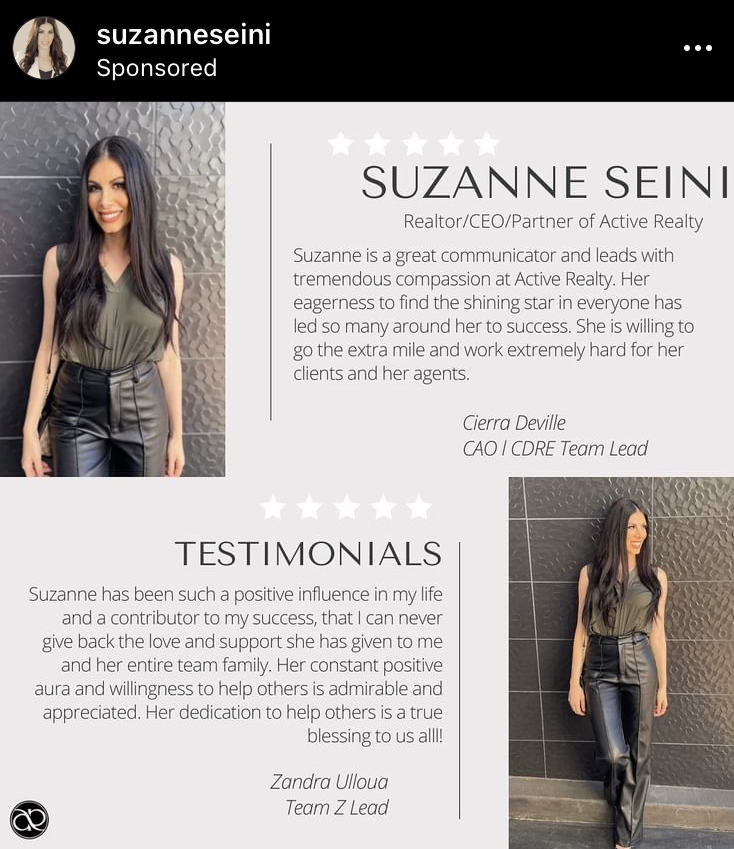 suzanneseini
Sponsored
SUZANNE SEINI
Realtor/CEO/Partner of Active Realty
Suzanne is a great communicator and leads with
tremendous compassion at Active Realty. Her
eagerness to find the shining star in everyone has
led so many around her to success. She is willing to
go the extra mile and work extremely hard for her
clients and her agents.
Cierra Deville
CAO l CDRE Team Lead
TESTIMONIALS
Suzanne has been such a positive influence in my life
and a contributor to my success, that I can never
give back the love and support she has given to me
and her entire team family. Her constant positive
aura and willingness to help others is admirable and
appreciated. Her dedication to help others is a true
blessing to us alll!
Zandra Ulloua
Team Z Lead